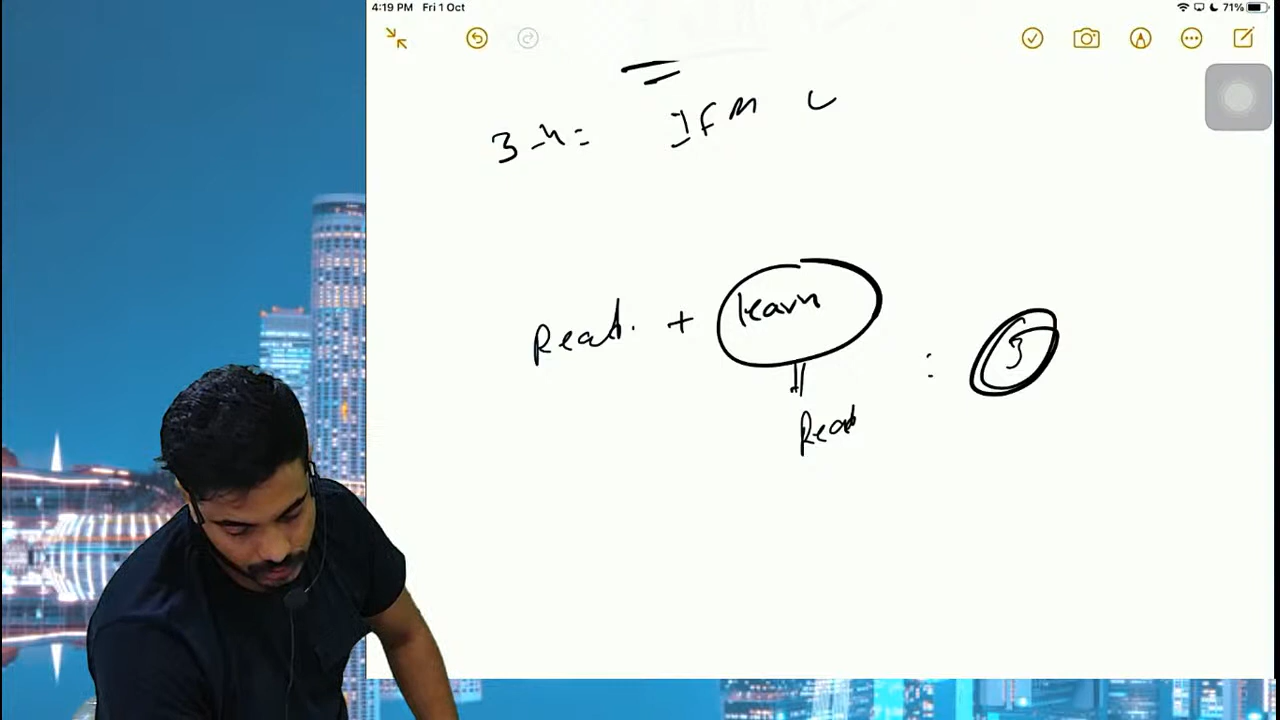 4:19 PM Fri 1 Oct 71%
3-4= IFM
Read. + learn : 3
Read